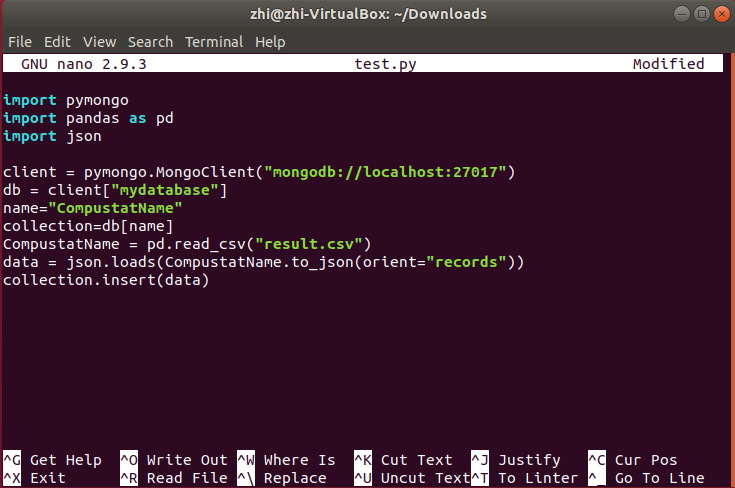 zhi@zhi-VirtualBox: ~/Downloads
File Edit View Search Terminal Help
GNU nano 2.9.3 test.py Modified
import pymongo
import pandas as pd
import json
client = pymongo.MongoClient("mongodb://localhost:27017")
db = client["mydatabase"]
name="CompustatName"
collection=db[name]
CompustatName = pd.read_csv("result.csv")
data = json.loads(CompustatName.to_json(orient="records"))
collection.insert(data)
^G Get Help ^O Write Out ^W Where Is ^K Cut Text ^J Justify ^C Cur Pos
^X Exit ^R Read File ^\ Replace ^U Uncut Text ^T To Linter ^_ Go To Line